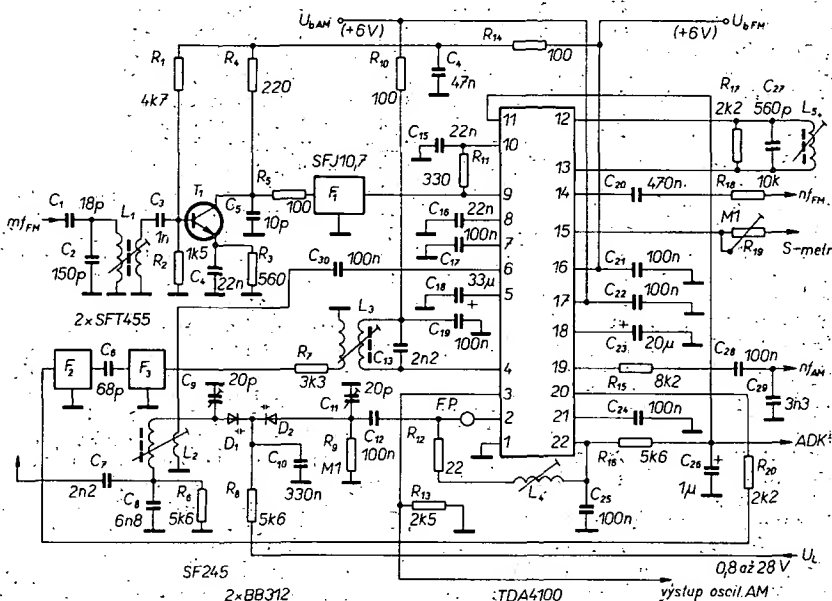 U_bAM
(+6V)
R14
100
U_bFM
(+6V)
R1
4k7
R4
220
R10
100
C4
47n
R17
2k2
C27
560p
L5
10k
C15
22n
R11
330
11
10
9
8
7
6
5
4
3
2
1
12
13
14
15
16
17
18
19
20
21
22
SFJ10,7
F1
R5
100
C5
10p
C16
22n
100n
C17
C20
470n
R18
nf_FM
M1
R19
S-metr
mf_FM
C1
18p
L1
C3
1n
T1
C2
150p
R2
1k5
C4
22n
R3
560
C30
100n
C18
33μ
+
C19
100n
C21
100n
C22
100n
C23
+
20μ
2xSFT455
F2
C6
68p
F3
R7
3k3
L3
C13
2n2
R15
8k2
C28
100n
nf_AM
C29
3n3
C9
20p
C11
20p
D1
D2
F.P.
L2
C7
2n2
C8
6n8
R6
5k6
R8
5k6
C10
330n
R9
M1
C12
100n
R12
22
L4
R13
2k5
C24
100n
R16
5k6
C25
100n
C26
+
1μ
ADK
R20
2k2
U_L
0,8 až 28V
SF245
2xBB312
TDA4100
výstup oscil. AM